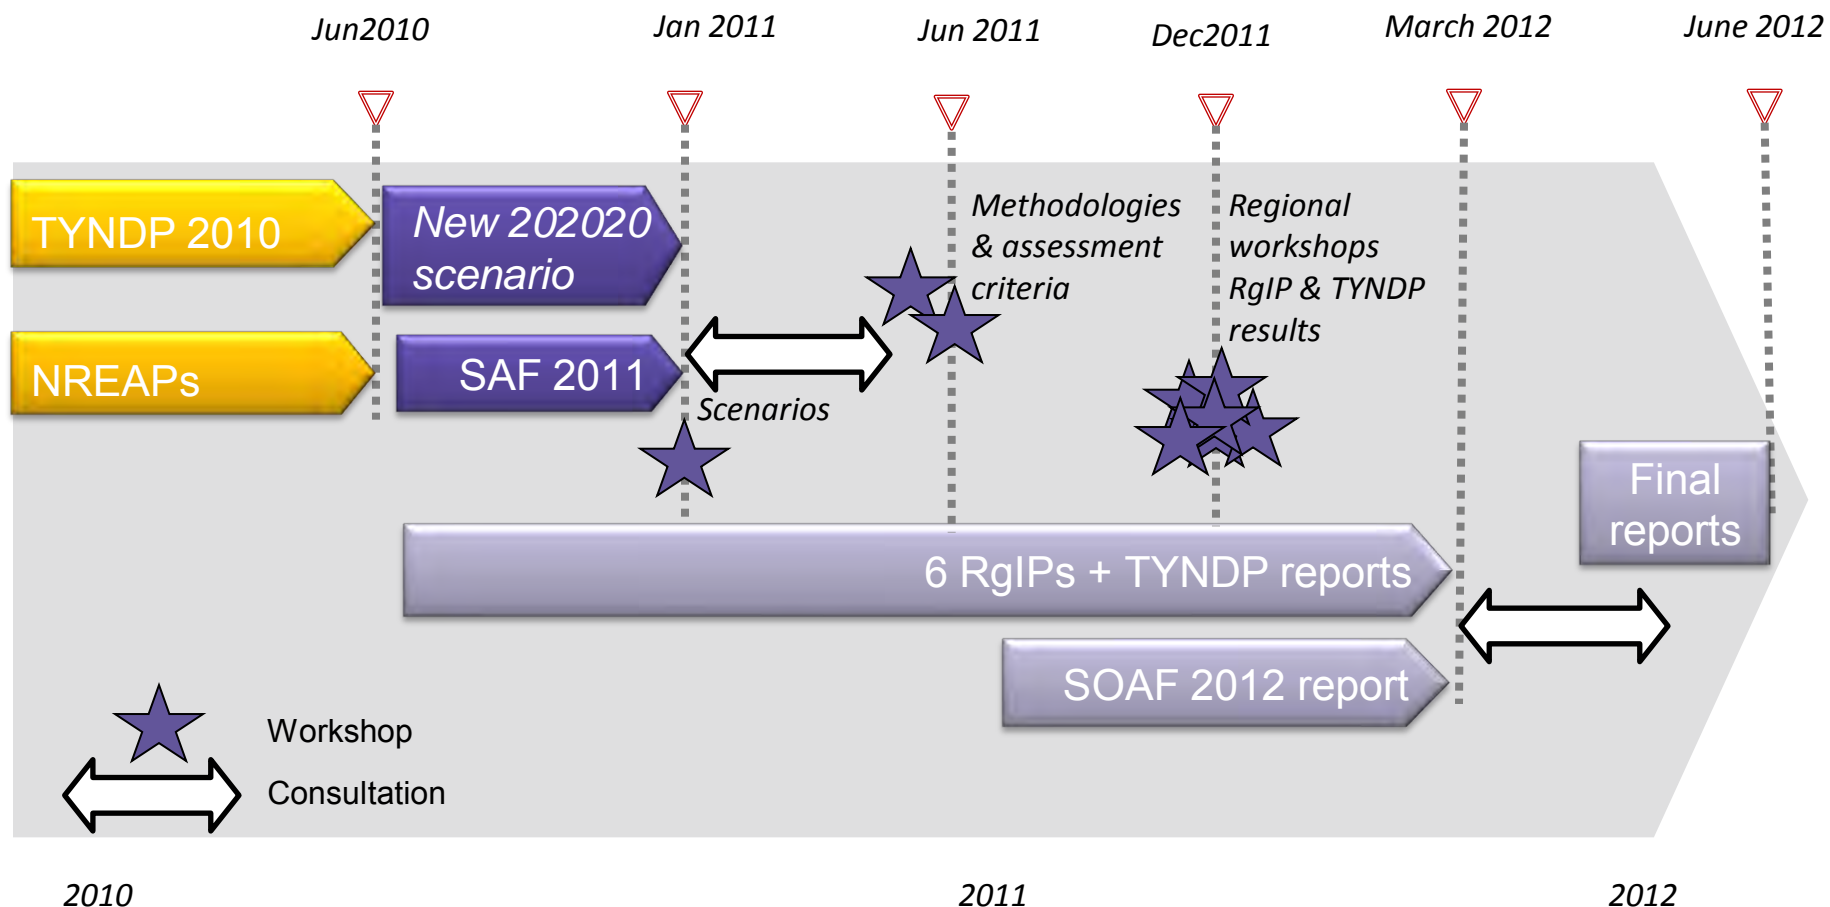 Jun2010
Jan 2011
Jun 2011
Dec2011
March 2012
June 2012
TYNDP 2010
New 202020
scenario
Methodologies
& assessment
criteria
Regional
workshops
RgIP & TYNDP
results
NREAPs
SAF 2011
Scenarios
Final
reports
6 RgIPs + TYNDP reports
SOAF 2012 report
Workshop
Consultation
2010
2011
2012